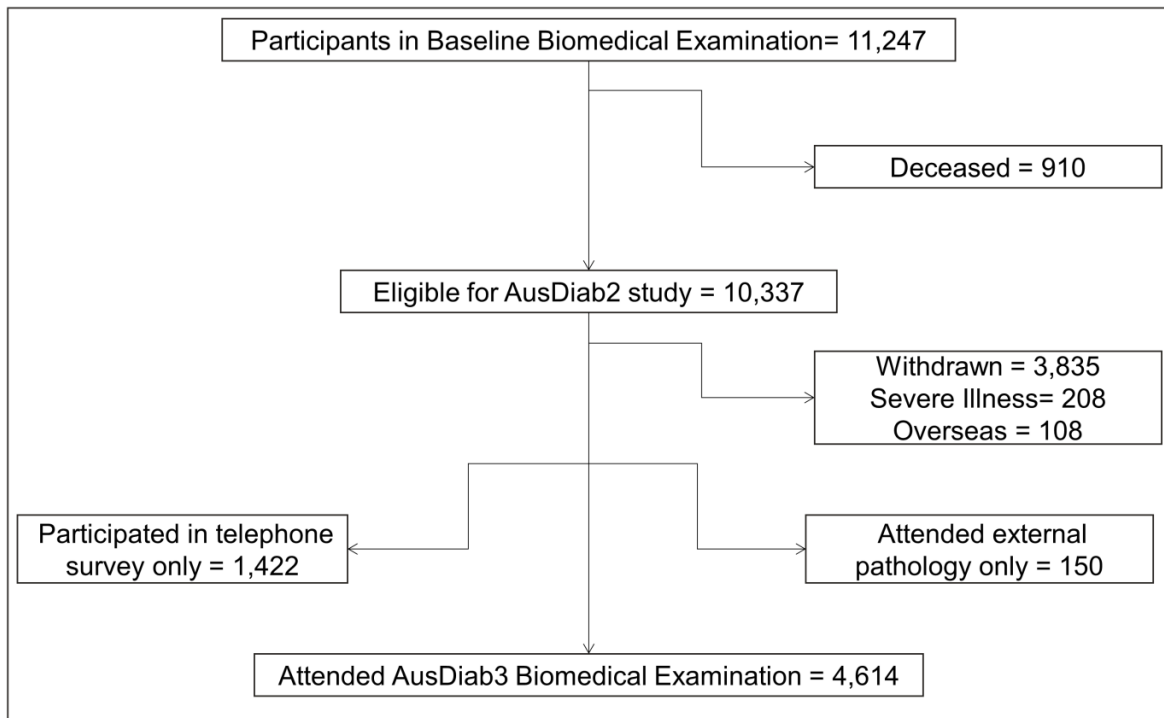 Participants in Baseline Biomedical Examination= 11,247
Deceased = 910
Eligible for AusDiab2 study = 10,337
Withdrawn = 3,835
Severe Illness= 208
Overseas = 108
Participated in telephone
survey only = 1,422
Attended external
pathology only = 150
Attended AusDiab3 Biomedical Examination = 4,614